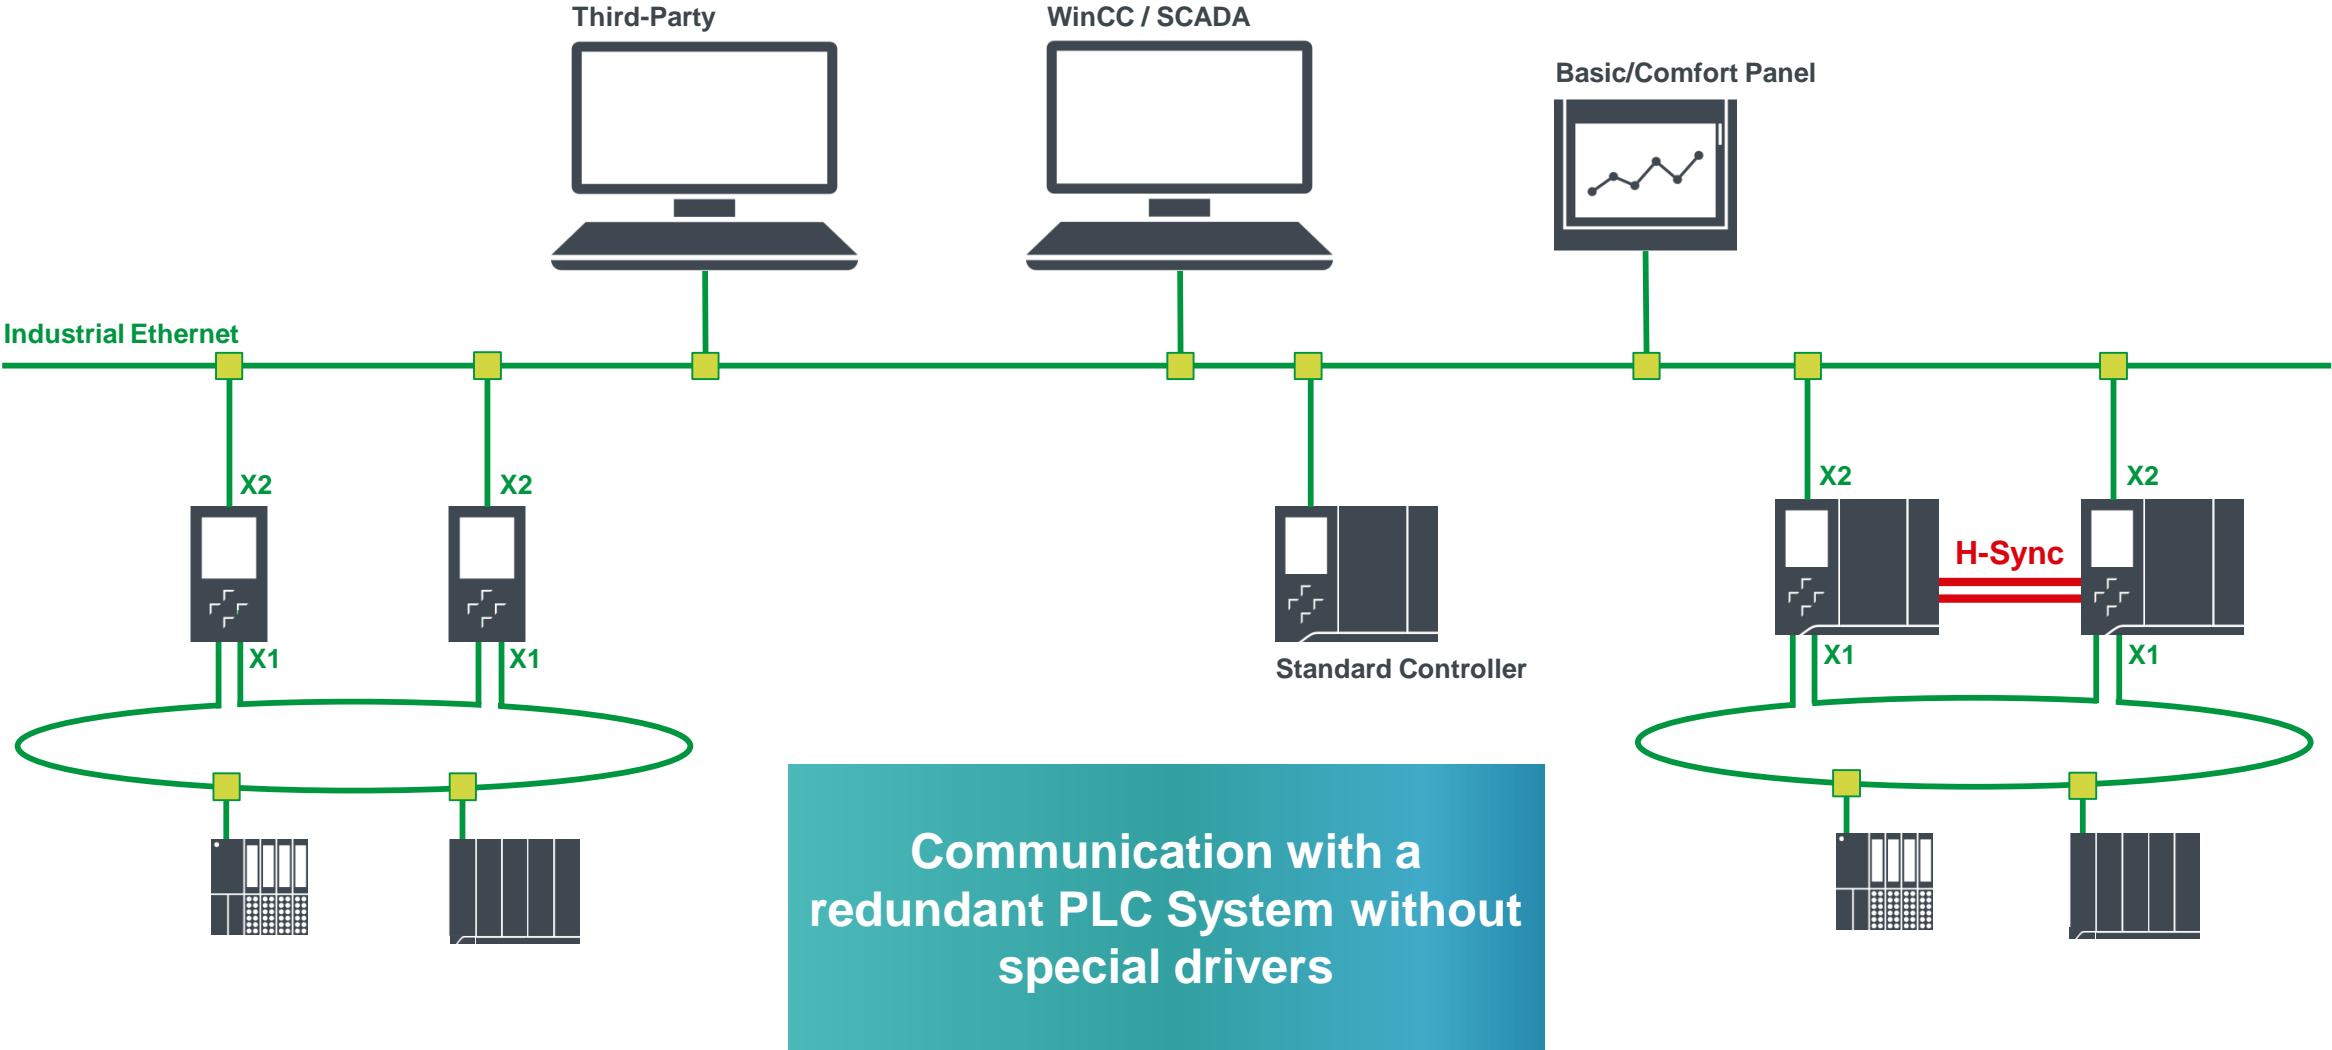 Third-Party
WinCC / SCADA
Basic/Comfort Panel
Industrial Ethernet
X2
X2
X2
X2
H-Sync
X1
X1
Standard Controller
X1
X1
Communication with a
redundant PLC System without
special drivers